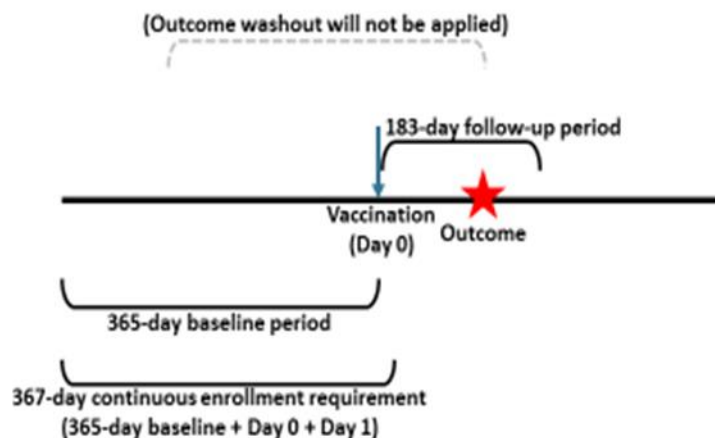 (Outcome washout will not be applied)
183-day follow-up period
Vaccination
(Day 0)
Outcome
365-day baseline period
367-day continuous enrollment requirement
(365-day baseline + Day 0 + Day 1)